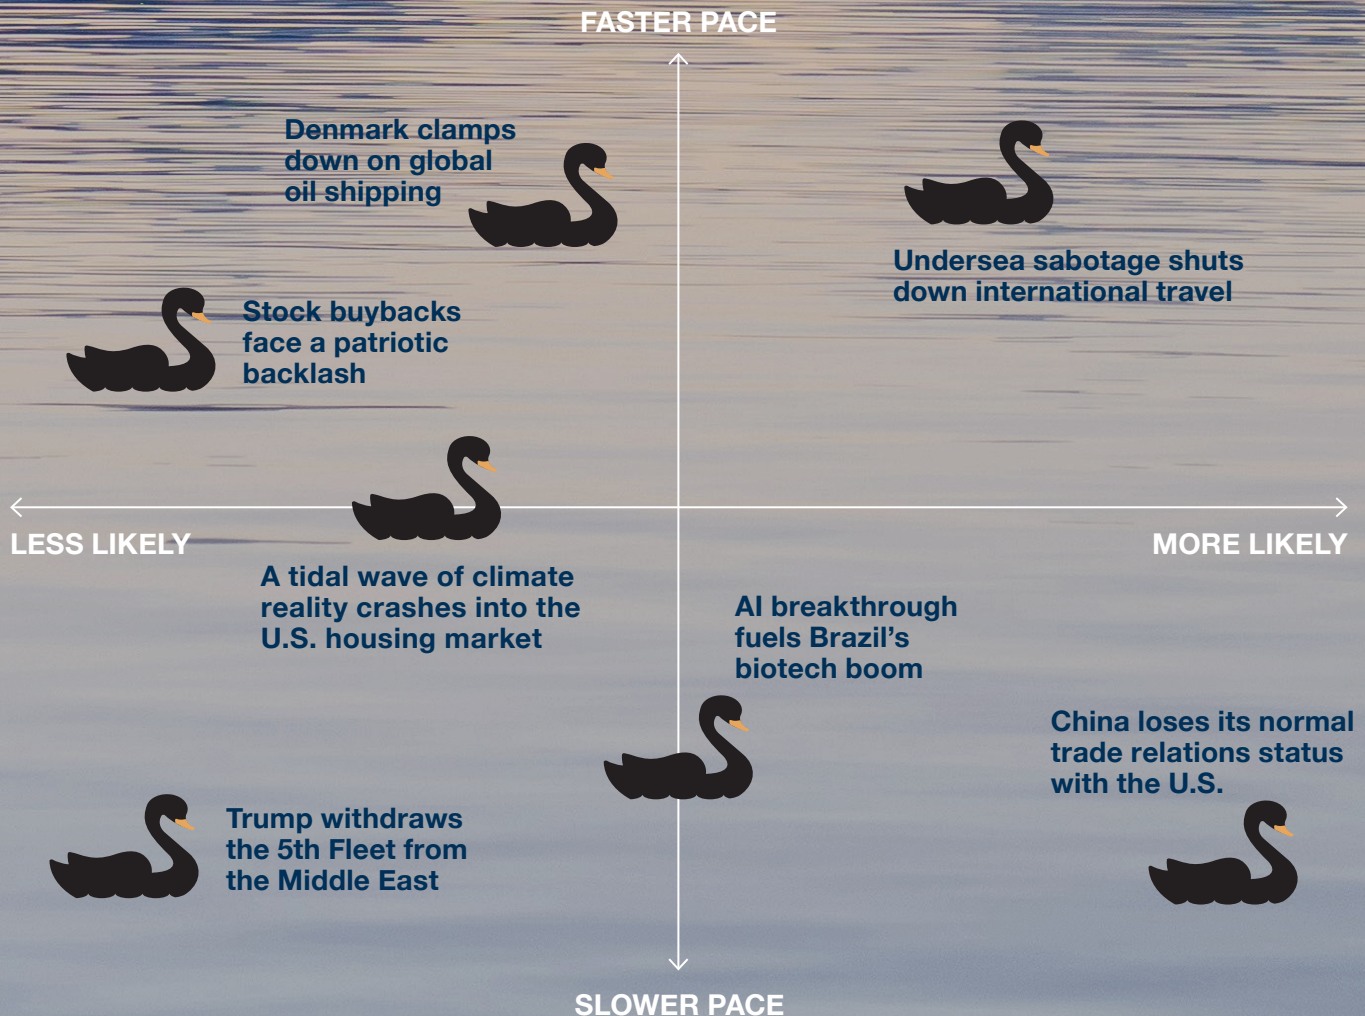 FASTER PACE
Denmark clamps
down on global
oil shipping
Undersea sabotage shuts
down international travel
Stock buybacks
face a patriotic
backlash
LESS LIKELY
MORE LIKELY
A tidal wave of climate
reality crashes into the
U.S. housing market
AI breakthrough
fuels Brazil’s
biotech boom
China loses its normal
trade relations status
with the U.S.
Trump withdraws
the 5th Fleet from
the Middle East
SLOWER PACE